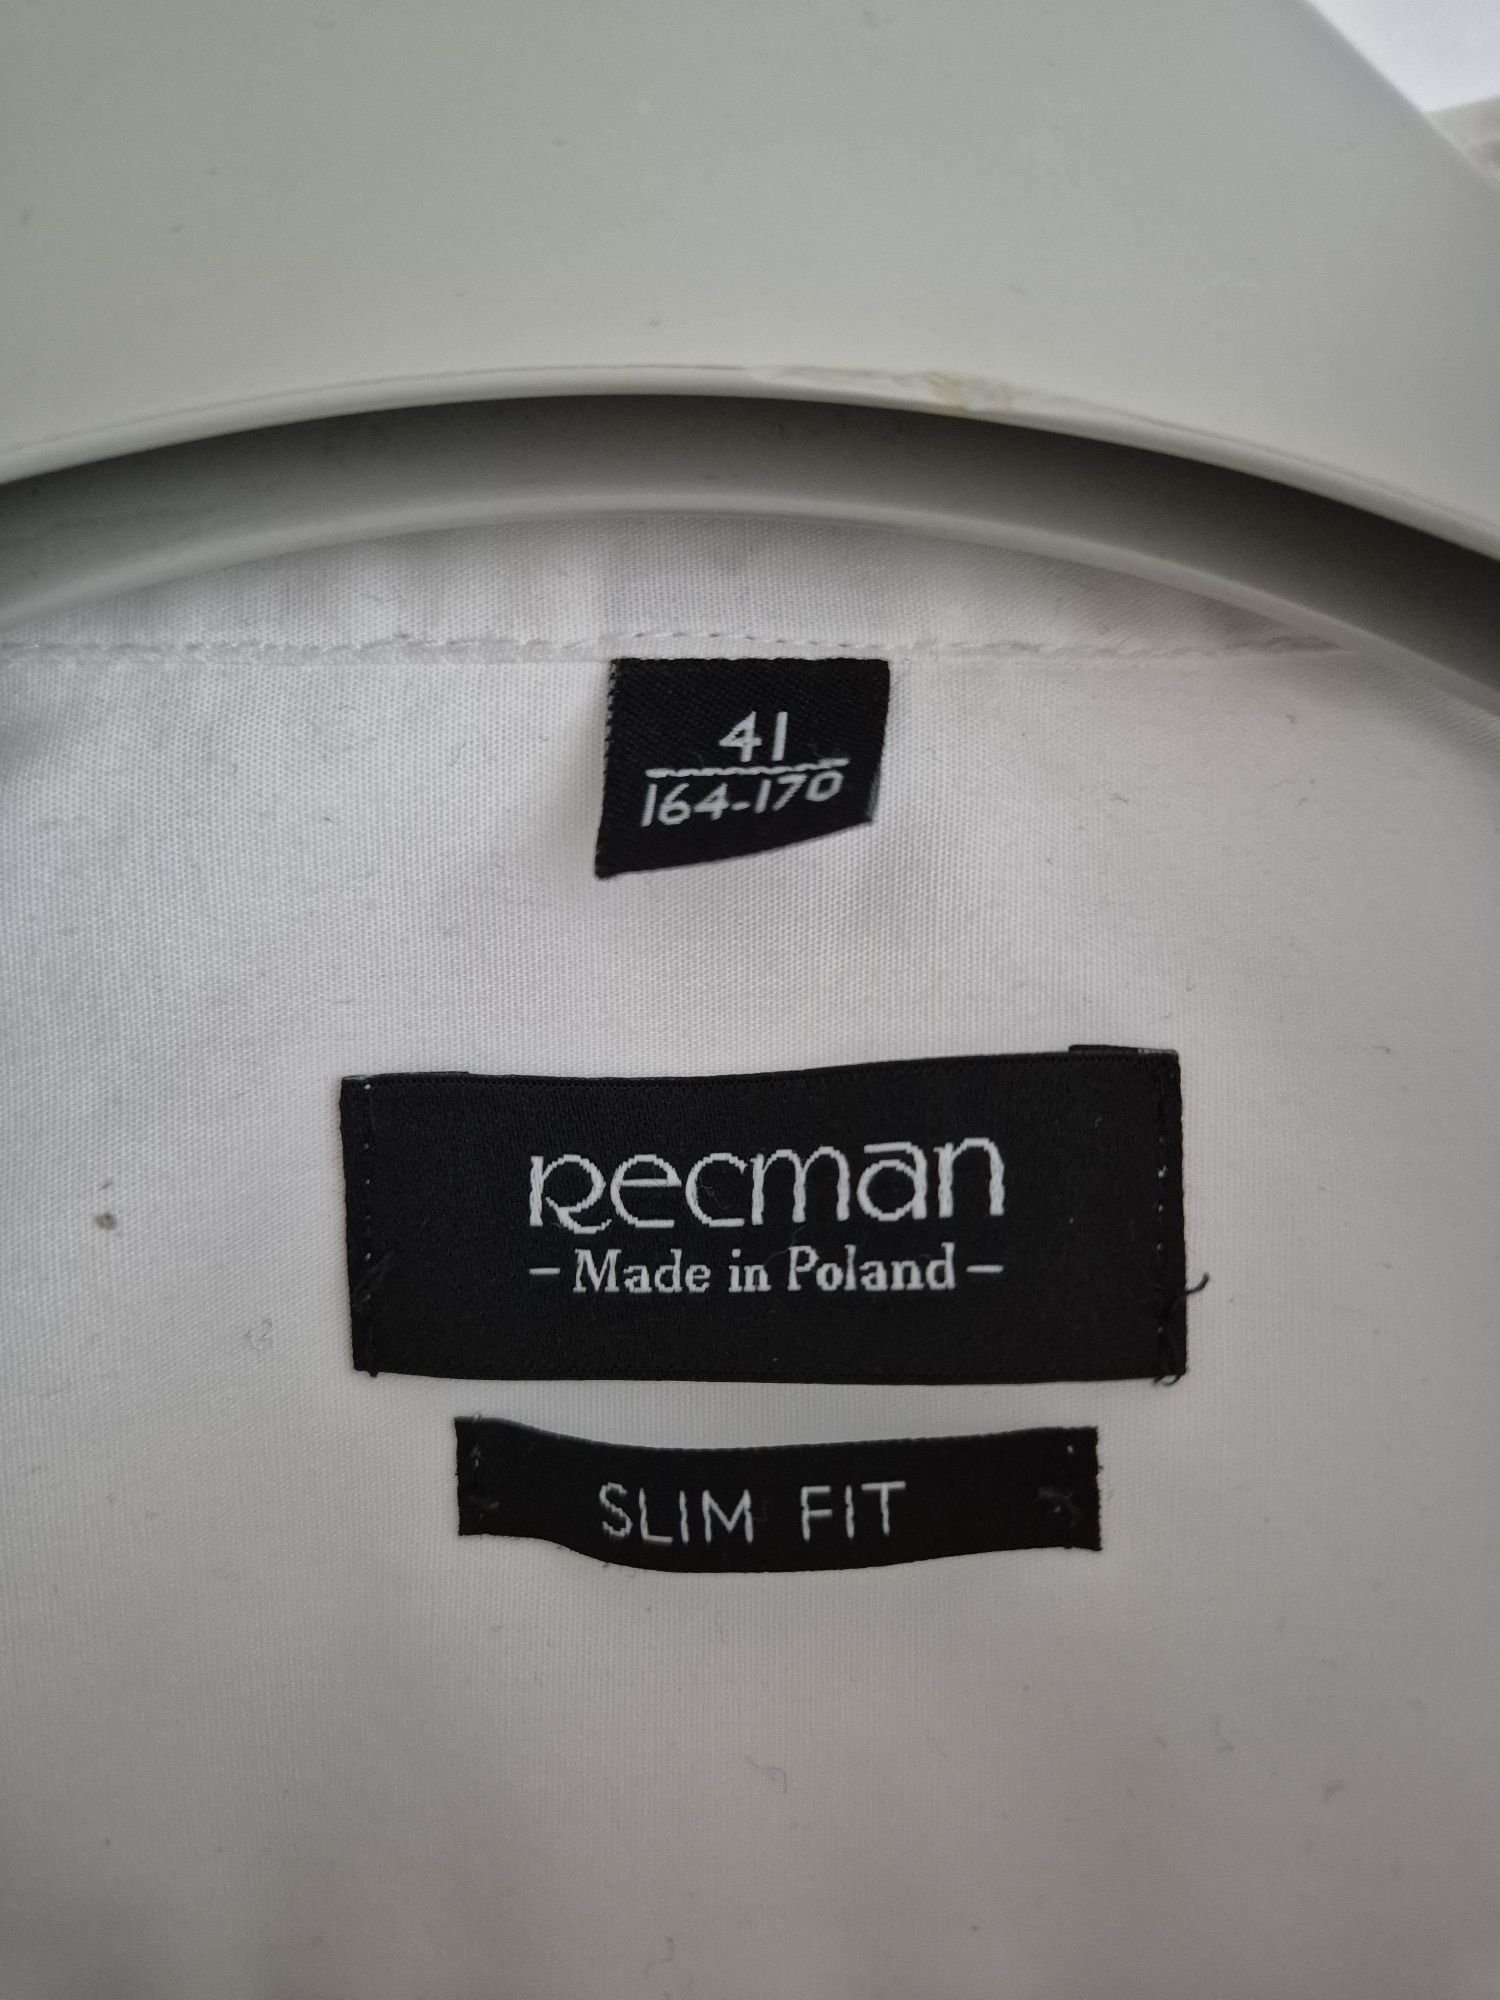 41
164-170
Recman
- Made in Poland -
SLIM FIT